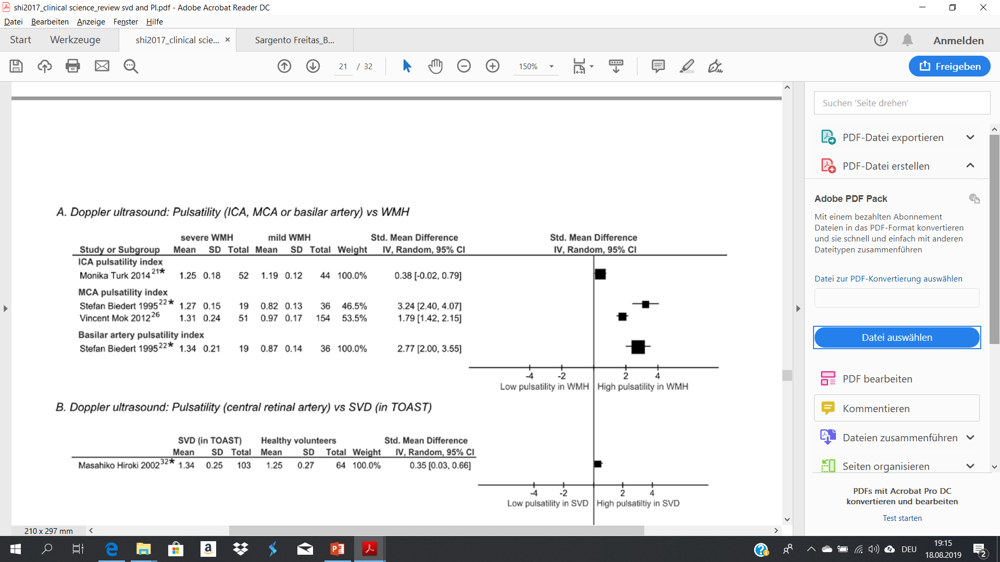 shi2017_clinical science_review svd and PI.pdf - Adobe Acrobat Reader DC
Datei Bearbeiten Anzeige Fenster Hilfe
Start Werkzeuge shi2017_clinical scie... × Sargento Freitas_B... Anmelden
21 / 32 150% Freigeben
Suchen 'Seite drehen'
PDF-Datei exportieren
PDF-Datei erstellen
Adobe PDF Pack
Mit einem bezahlten Abonnement
Dateien in das PDF-Format konvertieren
und sie schnell und einfach mit anderen
Dateitypen zusammenführen
Datei zur PDF-Konvertierung auswählen
Datei auswählen
PDF bearbeiten
Kommentieren
Dateien zusammenführen
Seiten organisieren
PDFs mit Acrobat Pro DC
konvertieren und bearbeiten
Test starten
A. Doppler ultrasound: Pulsatility (ICA, MCA or basilar artery) vs WMH
severe WMH mild WMH Std. Mean Difference Std. Mean Difference
Study or Subgroup Mean SD Total Mean SD Total Weight IV, Random, 95% CI IV, Random, 95% CI
ICA pulsatility index
Monika Turk 2014 21* 1.25 0.18 52 1.19 0.12 44 100.0% 0.38 [-0.02, 0.79]
MCA pulsatility index
Stefan Biedert 1995 22* 1.27 0.15 19 0.82 0.13 36 46.5% 3.24 [2.40, 4.07]
Vincent Mok 2012 26 1.31 0.24 51 0.97 0.17 154 53.5% 1.79 [1.42, 2.15]
Basilar artery pulsatility index
Stefan Biedert 1995 22* 1.34 0.21 19 0.87 0.14 36 100.0% 2.77 [2.00, 3.55]
-4 -2 2 4
Low pulsatility in WMH High pulsatility in WMH
B. Doppler ultrasound: Pulsatility (central retinal artery) vs SVD (in TOAST)
SVD (in TOAST) Healthy volunteers Std. Mean Difference
Mean SD Total Mean SD Total Weight IV, Random, 95% CI
Masahiko Hiroki 2002 32* 1.34 0.25 103 1.25 0.27 64 100.0% 0.35 [0.03, 0.66]
-4 -2 2 4
Low pulsatility in SVD High pulsatiltiy in SVD
210 x 297 mm
DEU 19:15
18.08.2019
2